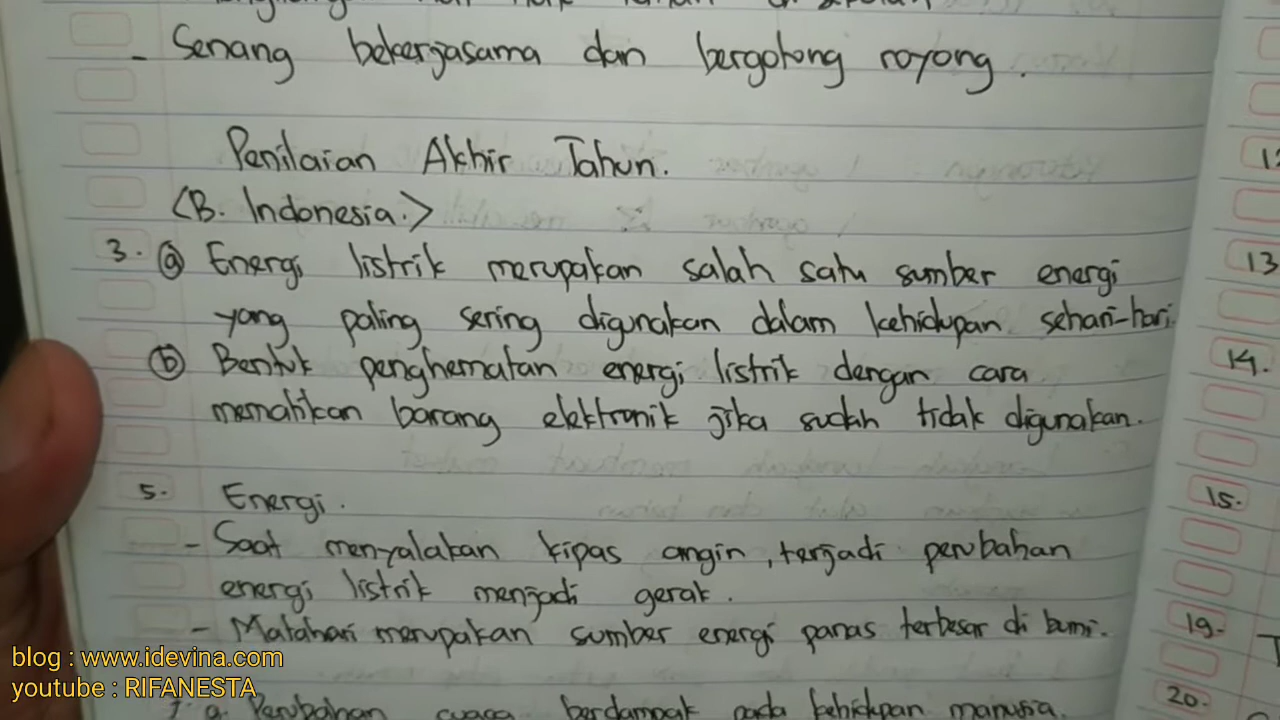 - Senang bekerjasama dan bergotong royong.
Penilaian Akhir Tahun.
<B. Indonesia.>
3. a Energi listrik merupakan salah satu sumber energi
yang paling sering digunakan dalam kehidupan sehari-hari.
b Bentuk penghematan energi listrik dengan cara
mematikan barang elektronik jika sudah tidak digunakan.
5. Energi.
- Saat menyalakan kipas angin, terjadi perubahan
energi listrik menjadi gerak.
- Matahari merupakan sumber energi panas terbesar di bumi.
a. Perubahan cuaca berdampak pada kehidupan manusia.
13
14.
15.
19.
20.
blog : www.idevina.com
youtube : RIFANESTA